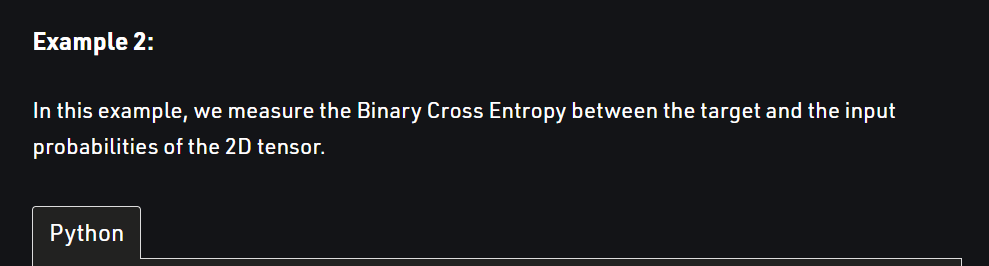 Example 2:
In this example, we measure the Binary Cross Entropy between the target and the input
probabilities of the 2D tensor.
Python